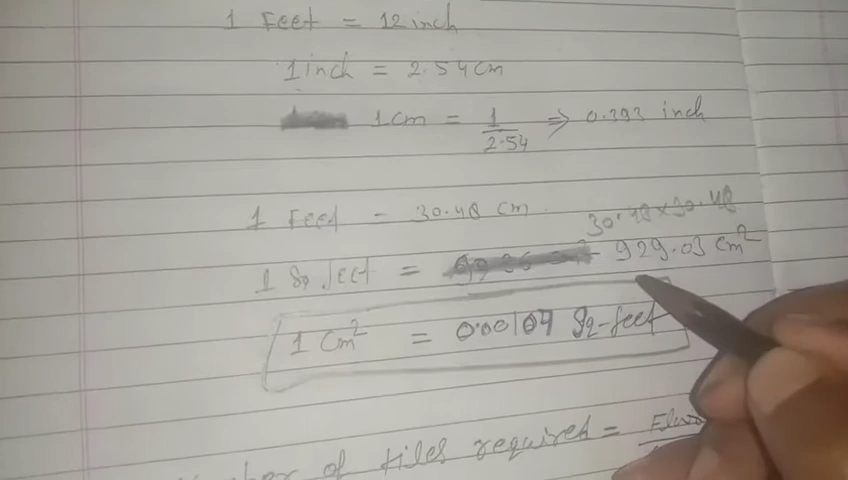 1 Feet = 12 inch
1 inch = 2.54 cm
1 cm = 1/2.54 ⇒ 0.393 inch
1 Feet - 30.48 cm
30.48 x 30.48
1 Sq. feet = 929.03 cm²
1 Cm² = 0.00107 Sq-feet
of tiles required =